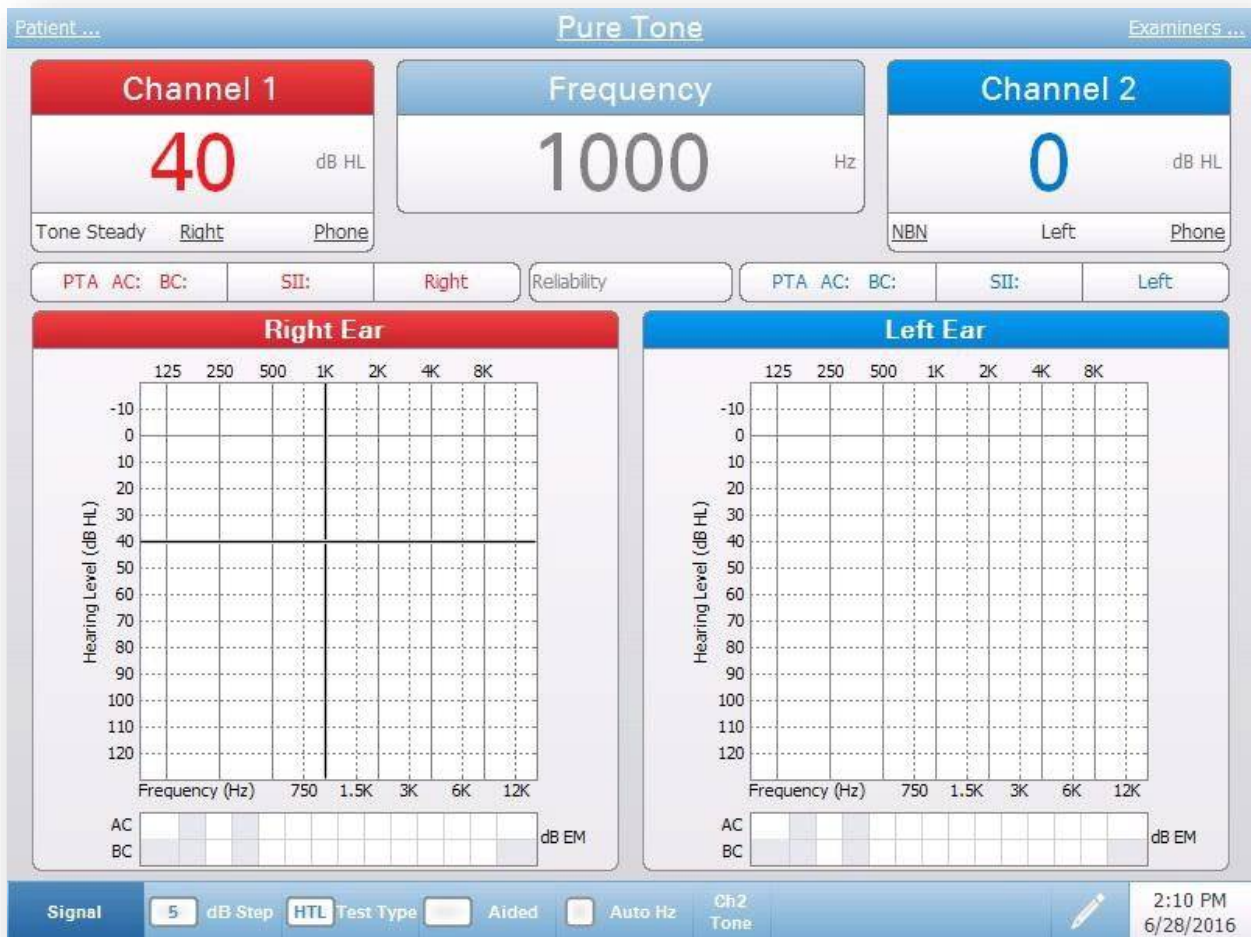 Patient ...
Pure Tone
Examiners ...
Channel 1
Frequency
Channel 2
40 dB HL
1000 Hz
0 dB HL
Tone Steady Right Phone
NBN Left Phone
PTA AC: BC: SII: Right
Reliability
PTA AC: BC: SII: Left
Right Ear
125 250 500 1K 2K 4K 8K
-10
0
10
20
30
40
50
60
70
80
90
100
110
120
Hearing Level (dB HL)
Frequency (Hz) 750 1.5K 3K 6K 12K
AC
BC
dB EM
Left Ear
125 250 500 1K 2K 4K 8K
-10
0
10
20
30
40
50
60
70
80
90
100
110
120
Hearing Level (dB HL)
Frequency (Hz) 750 1.5K 3K 6K 12K
AC
BC
dB EM
Signal
5 dB Step
HTL Test Type
Aided
Auto Hz
Ch2
Tone
2:10 PM
6/28/2016